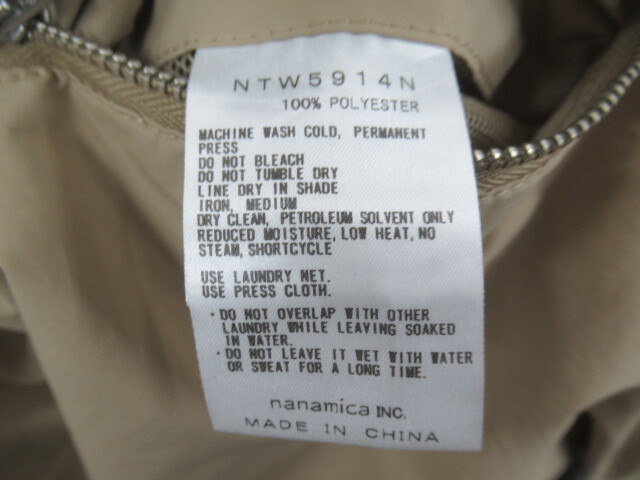 NTW5914N
100% POLYESTER
MACHINE WASH COLD, PERMANENT
PRESS
DO NOT BLEACH
DO NOT TUMBLE DRY
LINE DRY IN SHADE
IRON, MEDIUM
DRY CLEAN, PETROLEUM SOLVENT ONLY
REDUCED MOISTURE, LOW HEAT, NO
STEAM, SHORTCYCLE
USE LAUNDRY NET.
USE PRESS CLOTH.
・DO NOT OVERLAP WITH OTHER
LAUNDRY WHILE LEAVING SOAKED
IN WATER.
・DO NOT LEAVE IT WET WITH WATER
OR SWEAT FOR A LONG TIME.
nanamica INC.
MADE IN CHINA